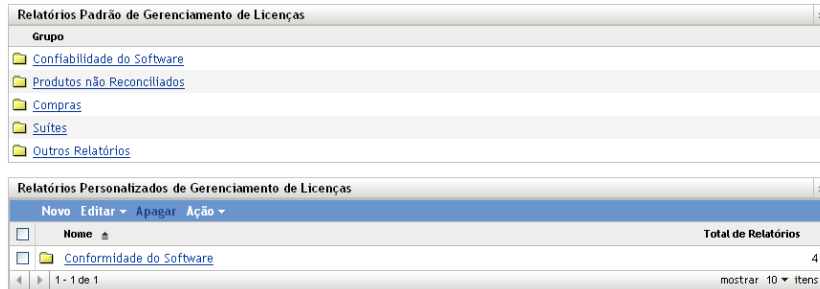 Relatórios Padrão de Gerenciamento de Licenças
Grupo
Confiabilidade do Software
Produtos não Reconciliados
Compras
Suítes
Outros Relatórios
Relatórios Personalizados de Gerenciamento de Licenças
Novo Editar Apagar Ação
Nome Total de Relatórios
Conformidade do Software 4
1 - 1 de 1 mostrar 10 itens